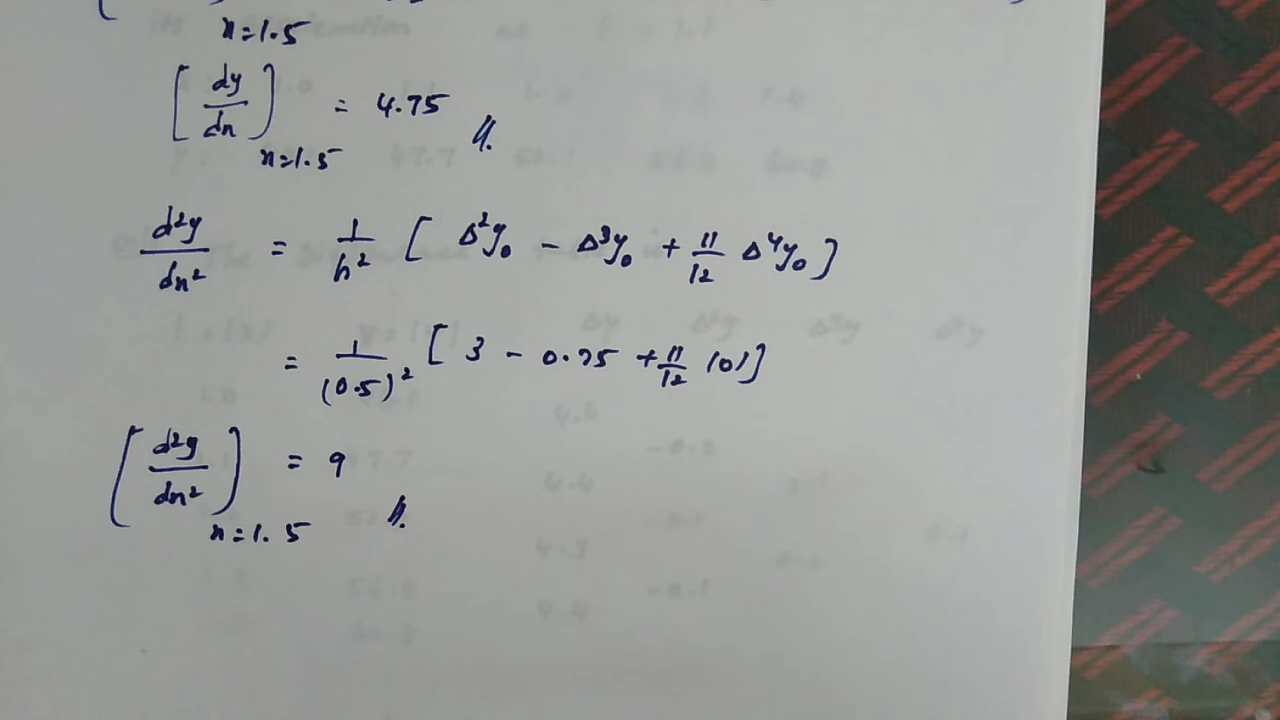 x=1.5
[dy/dx] x=1.5 = 4.75 //.
d²y/dx² = 1/h² [ Δ²y₀ - Δ³y₀ + 11/12 Δ⁴y₀ ]
= 1/(0.5)² [ 3 - 0.75 + 11/12 (0) ]
[d²y/dx²] x=1.5 = 9 //.